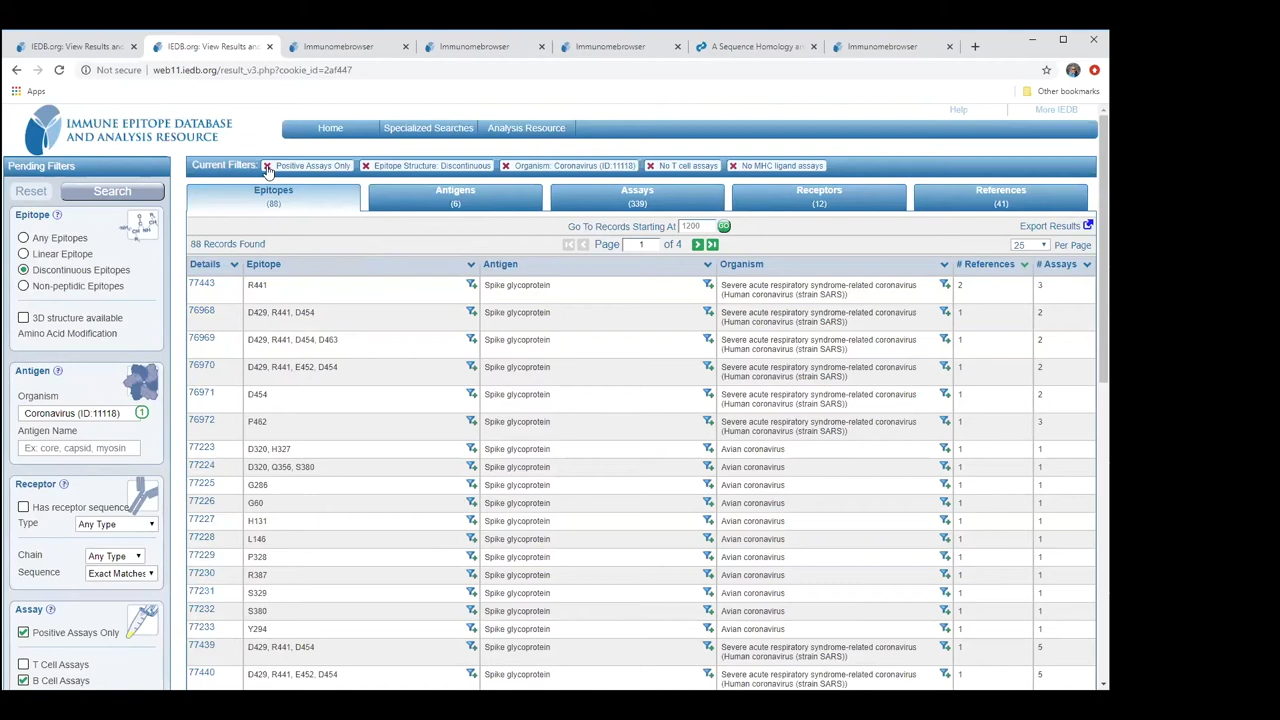 IEDB.org: View Results and
IEDB.org: View Results and
Immunomebrowser
Immunomebrowser
Immunomebrowser
A Sequence Homology an
Immunomebrowser
Not secure
web11.iedb.org/result_v3.php?cookie_id=2af447
Apps
Other bookmarks
Help
More IEDB
IMMUNE EPITOPE DATABASE
AND ANALYSIS RESOURCE
Home
Specialized Searches
Analysis Resource
Pending Filters
Reset
Search
Epitope
Any Epitopes
Linear Epitope
Discontinuous Epitopes
Non-peptidic Epitopes
3D structure available
Amino Acid Modification
Antigen
Organism
Coronavirus (ID:11118)
1
Antigen Name
Ex: core, capsid, myosin
Receptor
Has receptor sequence
Type
Any Type
Chain
Any Type
Sequence
Exact Matches
Assay
Positive Assays Only
T Cell Assays
B Cell Assays
Current Filters:
Positive Assays Only
Epitope Structure: Discontinuous
Organism: Coronavirus (ID:11118)
No T cell assays
No MHC ligand assays
Epitopes
(88)
Antigens
(6)
Assays
(339)
Receptors
(12)
References
(41)
Go To Records Starting At 1200 GO
Export Results
88 Records Found
Page 1 of 4
25 Per Page
Details Epitope Antigen Organism # References # Assays
77443 R441 Spike glycoprotein Severe acute respiratory syndrome-related coronavirus 2 3
(Human coronavirus (strain SARS))
76968 D429, R441, D454 Spike glycoprotein Severe acute respiratory syndrome-related coronavirus 1 2
(Human coronavirus (strain SARS))
76969 D429, R441, D454, D463 Spike glycoprotein Severe acute respiratory syndrome-related coronavirus 1 2
(Human coronavirus (strain SARS))
76970 D429, R441, E452, D454 Spike glycoprotein Severe acute respiratory syndrome-related coronavirus 1 2
(Human coronavirus (strain SARS))
76971 D454 Spike glycoprotein Severe acute respiratory syndrome-related coronavirus 1 2
(Human coronavirus (strain SARS))
76972 P462 Spike glycoprotein Severe acute respiratory syndrome-related coronavirus 1 3
(Human coronavirus (strain SARS))
77223 D320, H327 Spike glycoprotein Avian coronavirus 1 1
77224 D320, Q356, S380 Spike glycoprotein Avian coronavirus 1 1
77225 G286 Spike glycoprotein Avian coronavirus 1 1
77226 G60 Spike glycoprotein Avian coronavirus 1 1
77227 H131 Spike glycoprotein Avian coronavirus 1 1
77228 L146 Spike glycoprotein Avian coronavirus 1 1
77229 P328 Spike glycoprotein Avian coronavirus 1 1
77230 R387 Spike glycoprotein Avian coronavirus 1 1
77231 S329 Spike glycoprotein Avian coronavirus 1 1
77232 S380 Spike glycoprotein Avian coronavirus 1 1
77233 Y294 Spike glycoprotein Avian coronavirus 1 1
77439 D429, R441, D454 Spike glycoprotein Severe acute respiratory syndrome-related coronavirus 1 5
(Human coronavirus (strain SARS))
77440 D429, R441, E452, D454 Spike glycoprotein Severe acute respiratory syndrome-related coronavirus 1 5
(Human coronavirus (strain SARS))